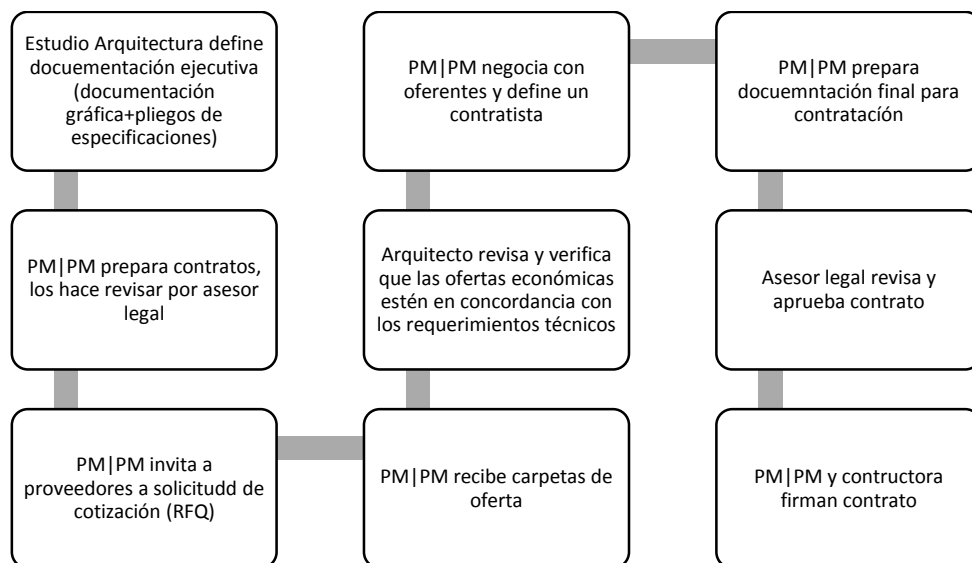 Estudio Arquitectura define
docuementación ejecutiva
(documentación
gráfica+pliegos de
especificaciones)
PM|PM prepara contratos,
los hace revisar por asesor
legal
PM|PM invita a
proveedores a solicitudd de
cotización (RFQ)
PM|PM recibe carpetas de
oferta
Arquitecto revisa y verifica
que las ofertas económicas
estén en concordancia con
los requerimientos técnicos
PM|PM negocia con
oferentes y define un
contratista
PM|PM prepara
docuemntación final para
contratacíón
Asesor legal revisa y
aprueba contrato
PM|PM y contructora
firman contrato